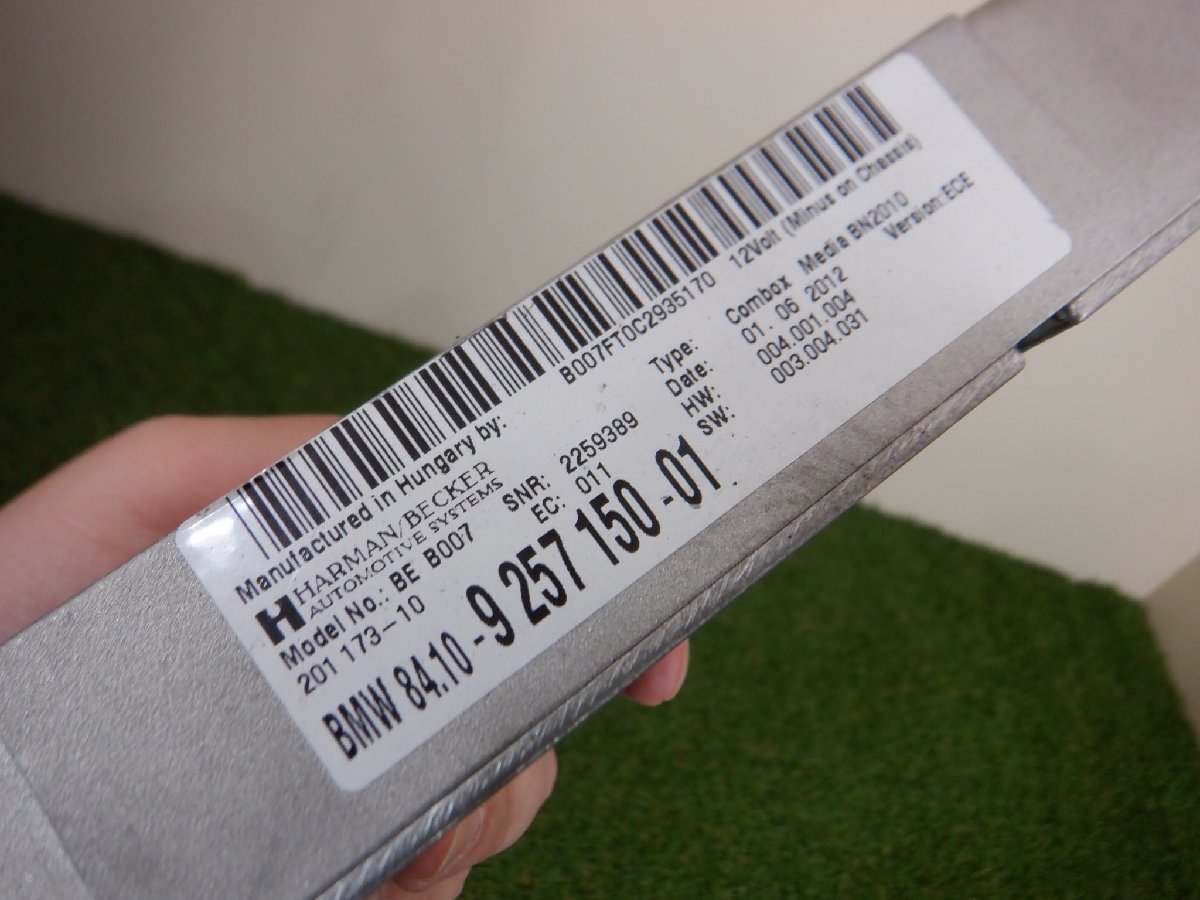 B007FT0C2935170 12Volt (Minus on Chassis)
Manufactured in Hungary by:
HARMAN/BECKER
AUTOMOTIVE SYSTEMS
Model No.: BE B007
201 173-10
SNR: 2259389
EC: 011
Type: Combox Media BN2010
Date: 01. 06 2012 Version:ECE
HW: 004.001.004
SW: 003.004.031
BMW 84.10-9 257 150-01